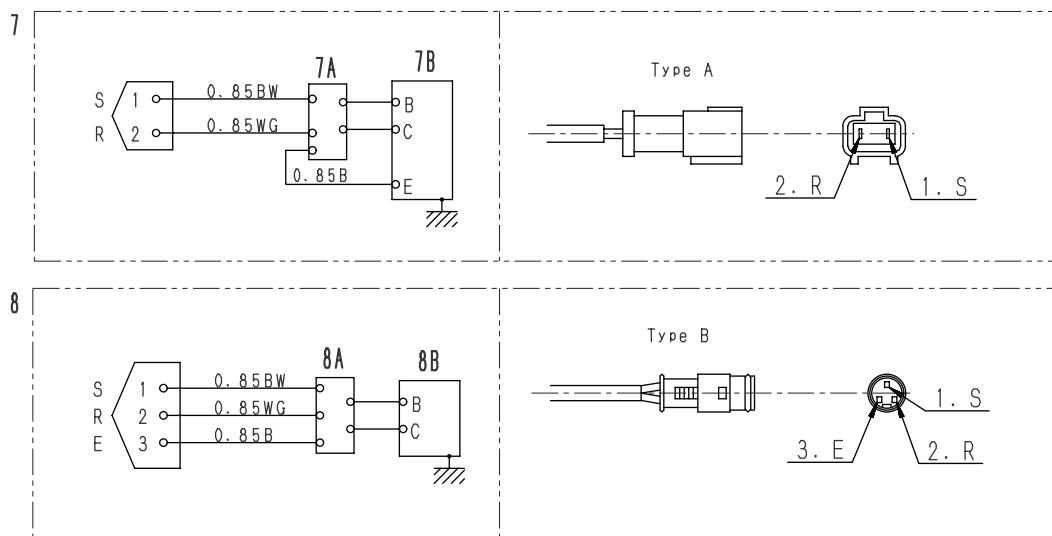 7
7A
7B
S 1 0.85BW B
R 2 0.85WG C
0.85B E
Type A
2. R
1. S
8
8A
8B
S 1 0.85BW B
R 2 0.85WG C
E 3 0.85B
Type B
1. S
3. E
2. R